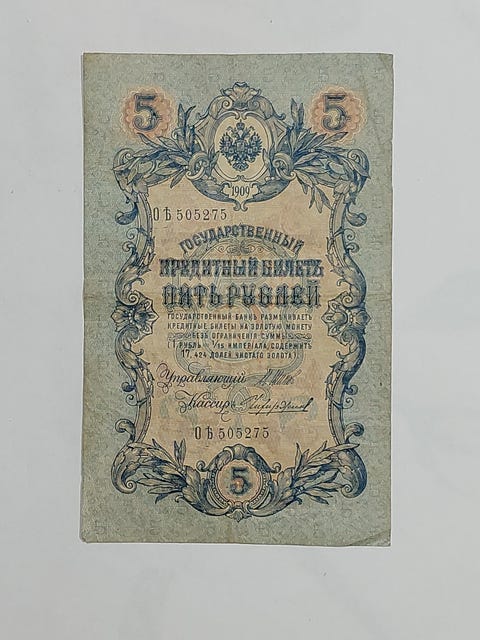 5 5
1909
ОѢ 505275
ГОСУДАРСТВЕННЫЙ
КРЕДИТНЫЙ БИЛЕТЪ
ПЯТЬ РУБЛЕЙ
ГОСУДАРСТВЕННЫЙ БАНКЪ РАЗМѢНИВАЕТЪ
КРЕДИТНЫЕ БИЛЕТЫ НА ЗОЛОТУЮ МОНЕТУ
БЕЗЪ ОГРАНИЧЕНІЯ СУММЫ
(1 РУБЛЬ = 1/15 ИМПЕРІАЛА, СОДЕРЖИТЪ
17,424 ДОЛЕЙ ЧИСТАГО ЗОЛОТА).
Управляющій
Кассиръ
ОѢ 505275
5